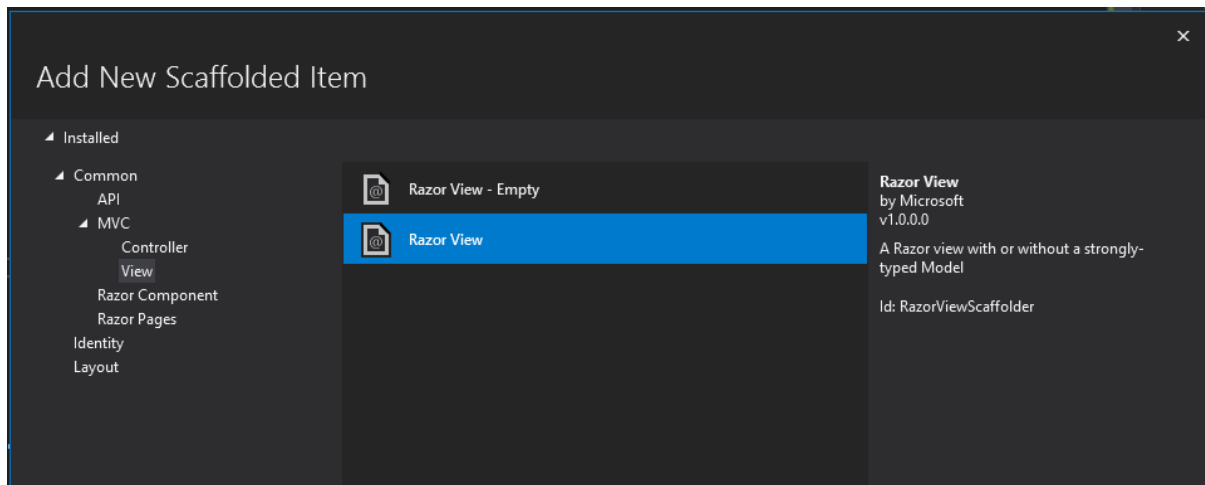 Add New Scaffolded Item
Installed
Common
API
MVC
Controller
View
Razor Component
Razor Pages
Identity
Layout
Razor View - Empty
Razor View
Razor View
by Microsoft
v1.0.0.0
A Razor view with or without a strongly-
typed Model
Id: RazorViewScaffolder